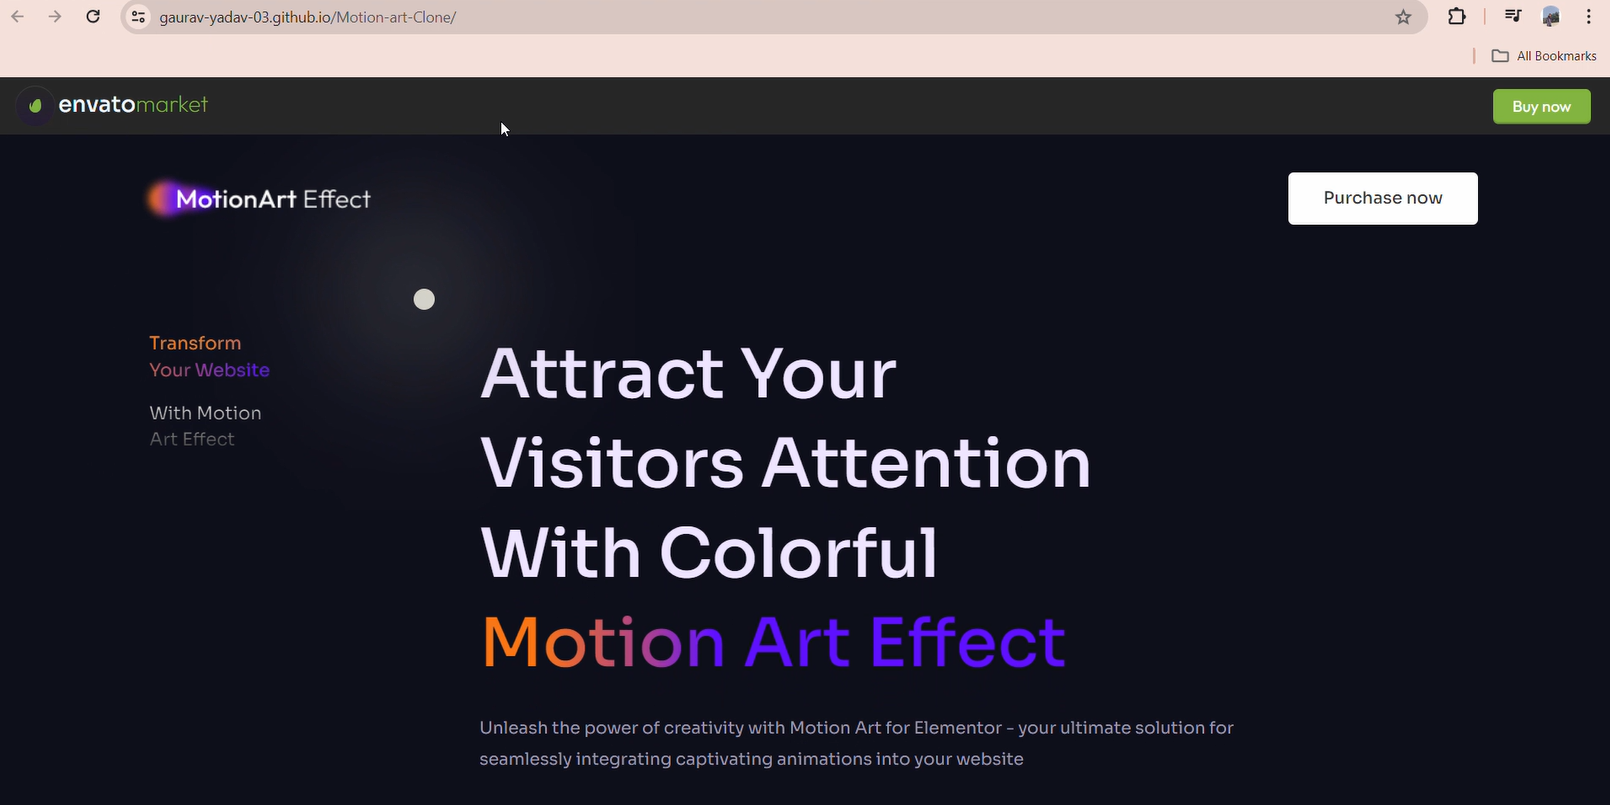 gaurav-yadav-03.github.io/Motion-art-Clone/
All Bookmarks
envatomarket
Buy now
MotionArt Effect
Purchase now
Transform
Your Website
With Motion
Art Effect
Attract Your
Visitors Attention
With Colorful
Motion Art Effect
Unleash the power of creativity with Motion Art for Elementor - your ultimate solution for
seamlessly integrating captivating animations into your website